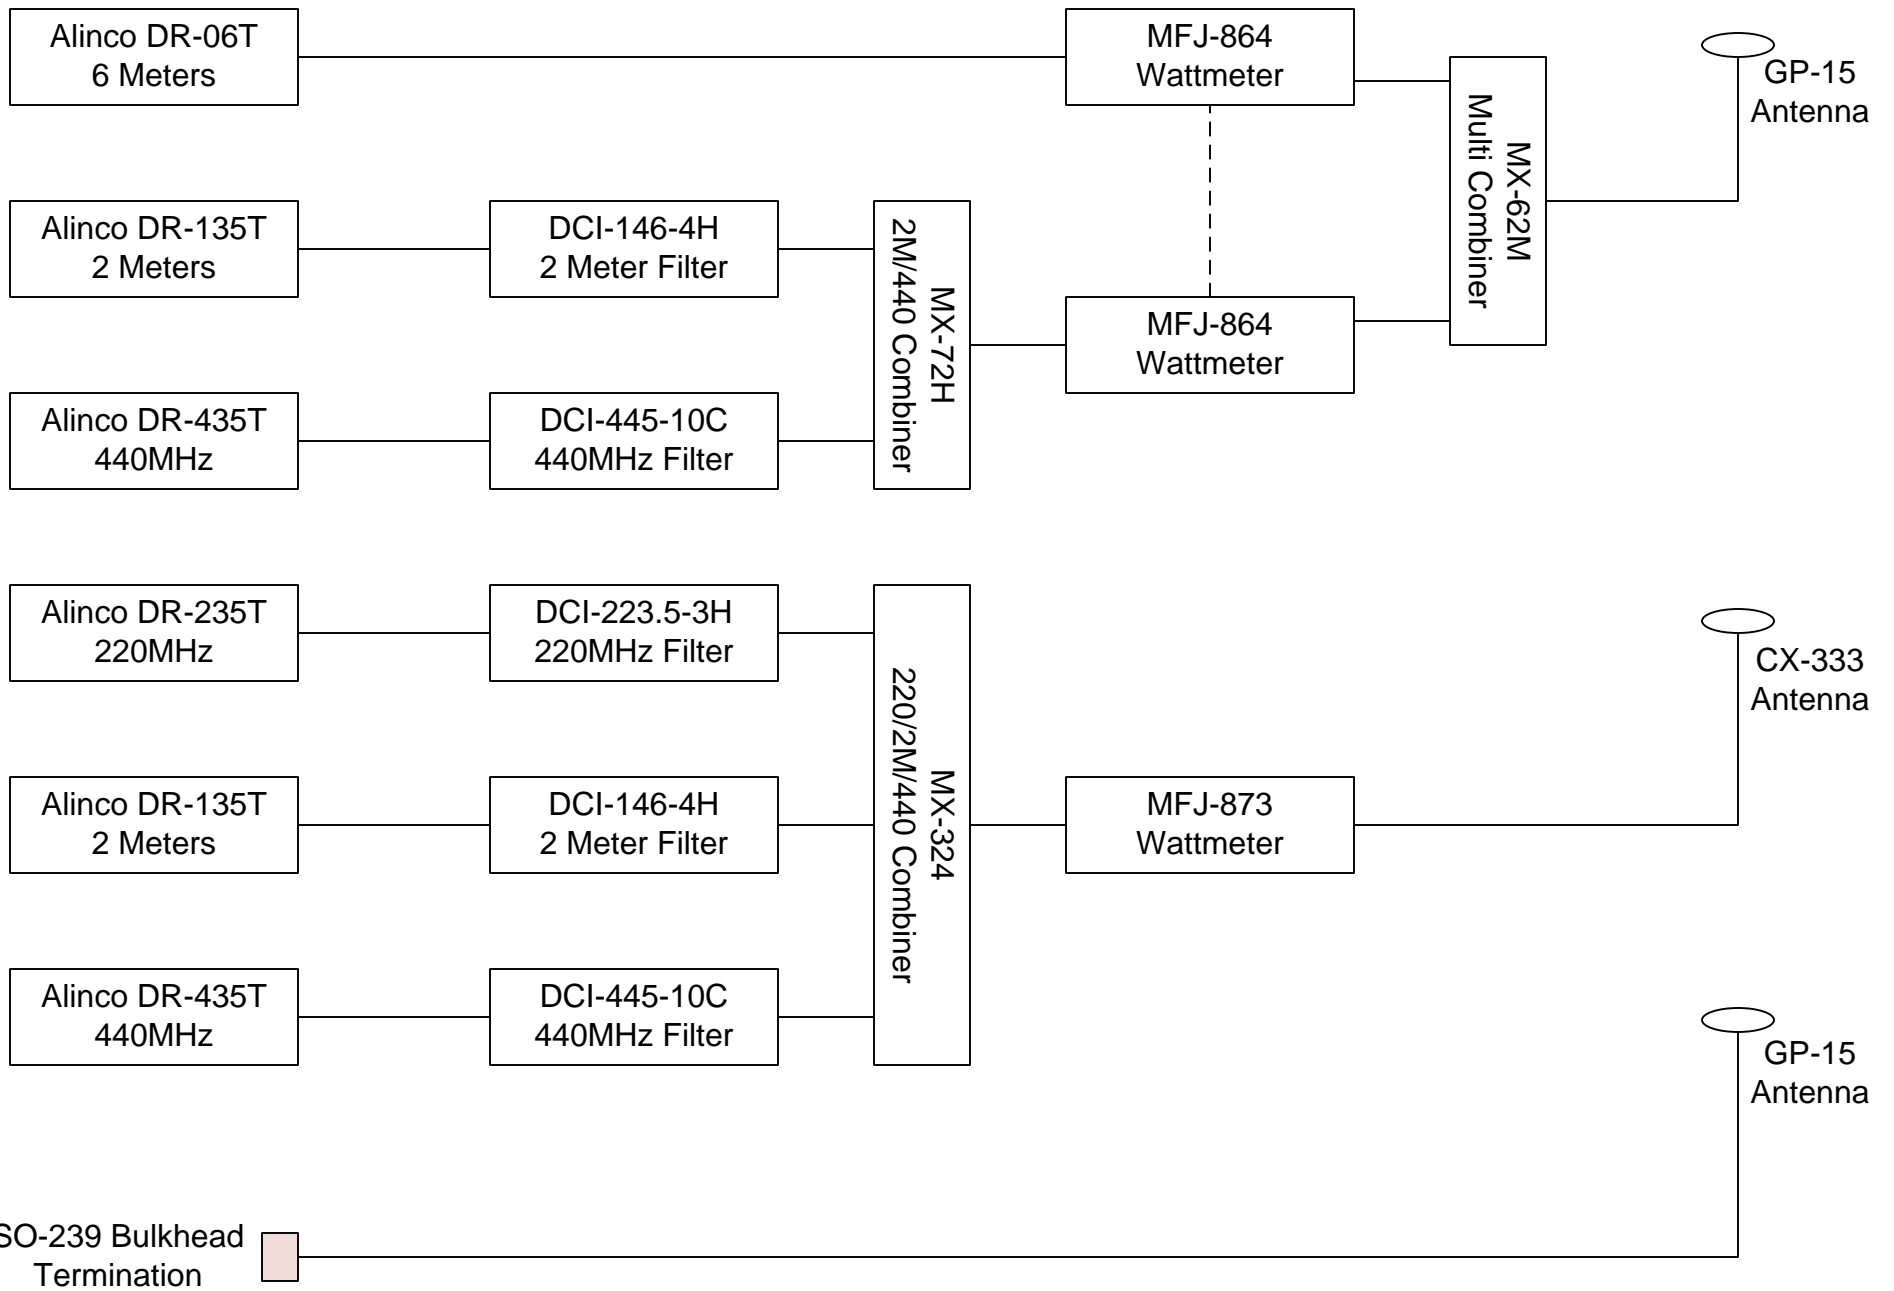 Alinco DR-06T
6 Meters
MFJ-864
Wattmeter
MX-62M
Multi Combiner
GP-15
Antenna
Alinco DR-135T
2 Meters
DCI-146-4H
2 Meter Filter
MX-72H
2M/440 Combiner
MFJ-864
Wattmeter
Alinco DR-435T
440MHz
DCI-445-10C
440MHz Filter
Alinco DR-235T
220MHz
DCI-223.5-3H
220MHz Filter
MX-324
220/2M/440 Combiner
CX-333
Antenna
Alinco DR-135T
2 Meters
DCI-146-4H
2 Meter Filter
MFJ-873
Wattmeter
Alinco DR-435T
440MHz
DCI-445-10C
440MHz Filter
GP-15
Antenna
SO-239 Bulkhead
Termination